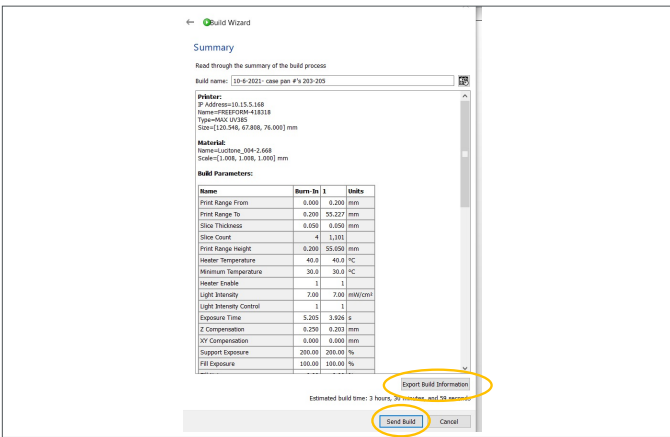 Build Wizard
Summary
Read through the summary of the build process
Build name: 10-6-2021- case pan #'s 203-205
Printer:
IP Address=10.15.5.168
Name=FREEFORM-418318
Type=MAX UV385
Size=[120.548, 67.808, 76.000] mm
Material:
Name=Lucitone_004-2.668
Scale=[1.008, 1.008, 1.000] mm
Build Parameters:
Name Burn-In 1 Units
Print Range From 0.000 0.200 mm
Print Range To 0.200 55.227 mm
Slice Thickness 0.050 0.050 mm
Slice Count 4 1,101
Print Range Height 0.200 55.050 mm
Heater Temperature 40.0 40.0 °C
Minimum Temperature 30.0 30.0 °C
Heater Enable 1 1
Light Intensity 7.00 7.00 mW/cm²
Light Intensity Control 1 1
Exposure Time 5.205 3.926 s
Z Compensation 0.250 0.203 mm
XY Compensation 0.000 0.000 mm
Support Exposure 200.00 200.00 %
Fill Exposure 100.00 100.00 %
Export Build Information
Estimated build time: 3 hours, 30 minutes, and 59 seconds
Send Build Cancel